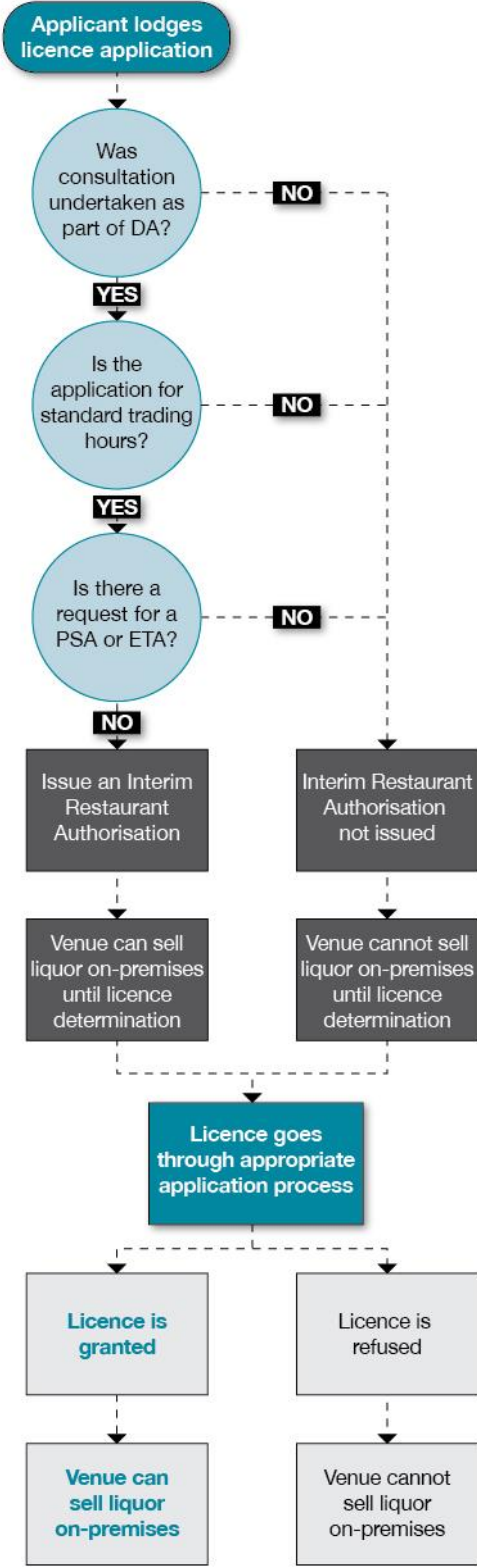 Applicant lodges
licence application
Was
consultation
undertaken as
part of DA?
NO
YES
Is the
application for
standard trading
hours?
NO
YES
Is there a
request for a
PSA or ETA?
NO
NO
Issue an Interim
Restaurant
Authorisation
Interim Restaurant
Authorisation
not issued
Venue can sell
liquor on-premises
until licence
determination
Venue cannot sell
liquor on-premises
until licence
determination
Licence goes
through appropriate
application process
Licence is
granted
Licence is
refused
Venue can
sell liquor
on-premises
Venue cannot
sell liquor
on-premises